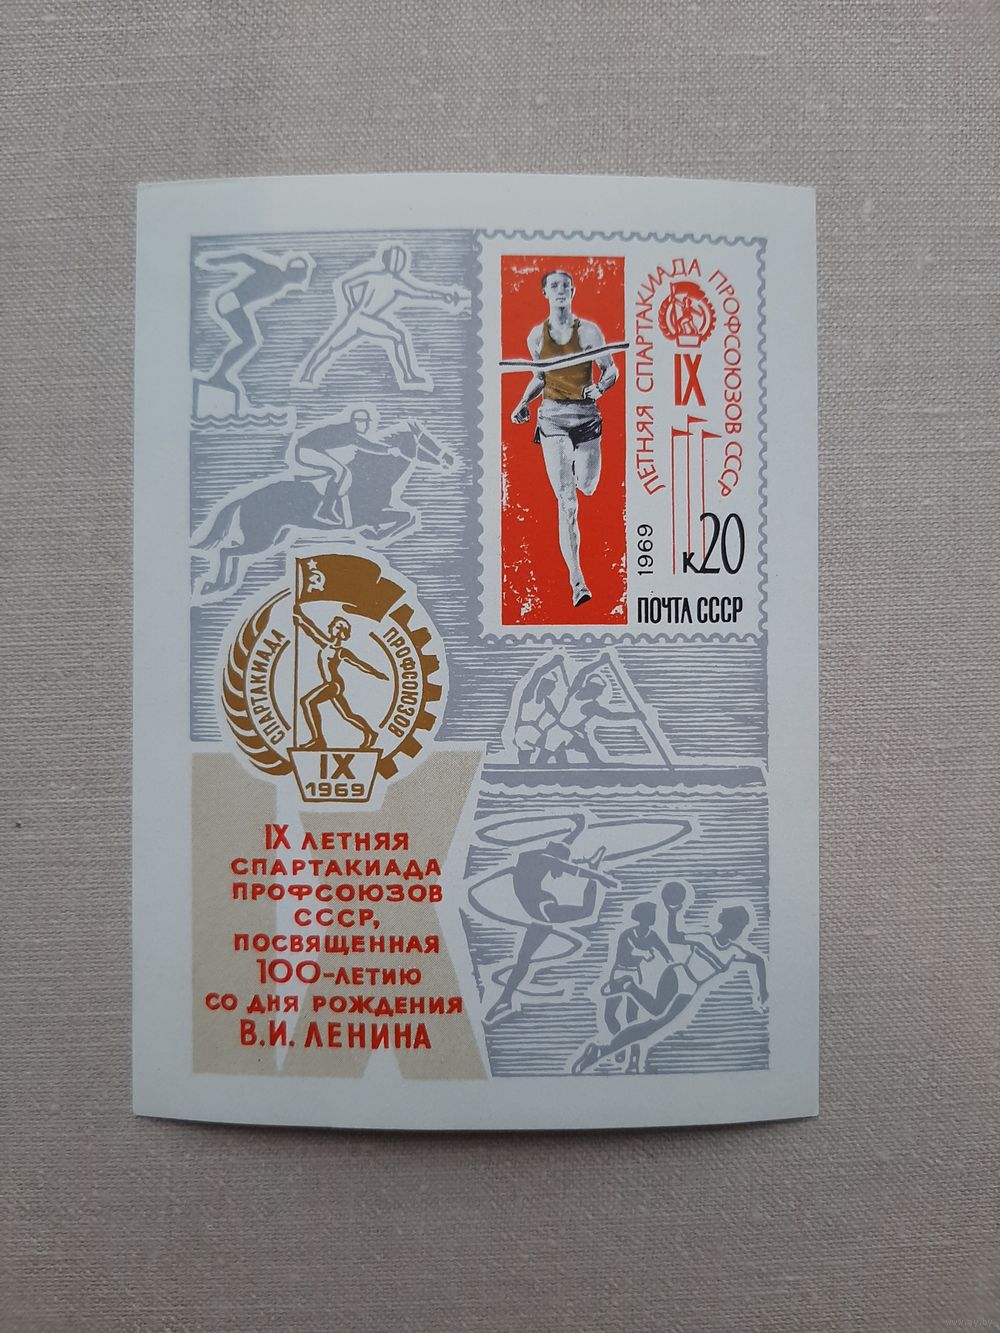 ЛЕТНЯЯ СПАРТАКИАДА ПРОФСОЮЗОВ СССР
IX
1969
К20
ПОЧТА СССР
СПАРТАКИАДА ПРОФСОЮЗОВ
IX
1969
IX ЛЕТНЯЯ
СПАРТАКИАДА
ПРОФСОЮЗОВ
СССР,
ПОСВЯЩЕННАЯ
100-ЛЕТИЮ
СО ДНЯ РОЖДЕНИЯ
В.И. ЛЕНИНА